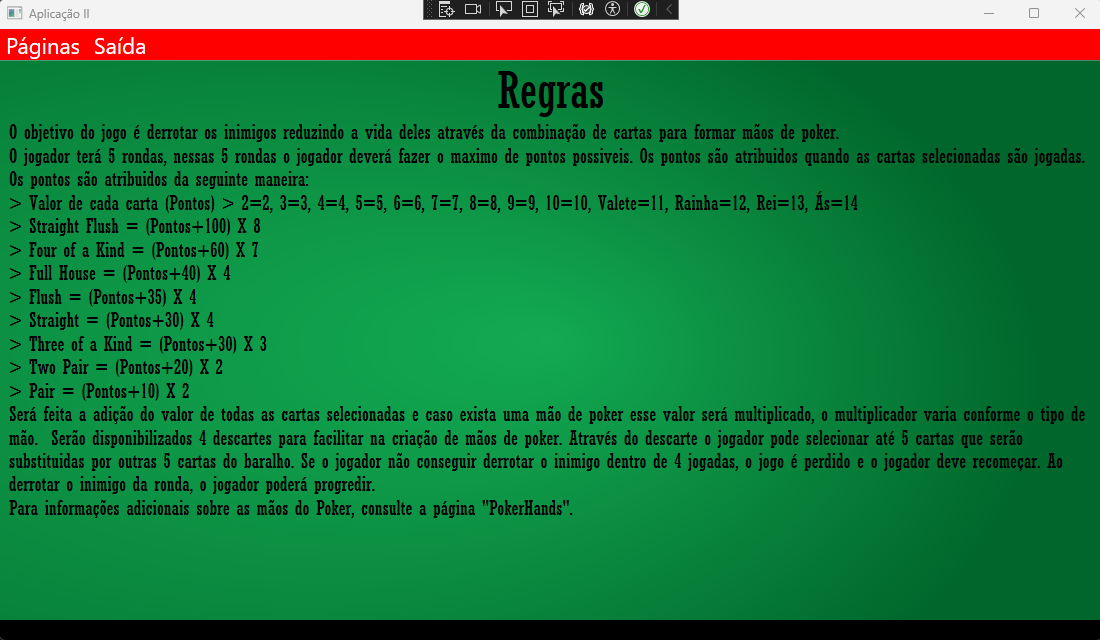 Aplicação II
Páginas Saída
Regras
O objetivo do jogo é derrotar os inimigos reduzindo a vida deles através da combinação de cartas para formar mãos de poker.
O jogador terá 5 rondas, nessas 5 rondas o jogador deverá fazer o maximo de pontos possiveis. Os pontos são atribuidos quando as cartas selecionadas são jogadas.
Os pontos são atribuidos da seguinte maneira:
> Valor de cada carta (Pontos) > 2=2, 3=3, 4=4, 5=5, 6=6, 7=7, 8=8, 9=9, 10=10, Valete=11, Rainha=12, Rei=13, Ás=14
> Straight Flush = (Pontos+100) X 8
> Four of a Kind = (Pontos+60) X 7
> Full House = (Pontos+40) X 4
> Flush = (Pontos+35) X 4
> Straight = (Pontos+30) X 4
> Three of a Kind = (Pontos+30) X 3
> Two Pair = (Pontos+20) X 2
> Pair = (Pontos+10) X 2
Será feita a adição do valor de todas as cartas selecionadas e caso exista uma mão de poker esse valor será multiplicado, o multiplicador varia conforme o tipo de
mão.  Serão disponibilizados 4 descartes para facilitar na criação de mãos de poker. Através do descarte o jogador pode selecionar até 5 cartas que serão
substituidas por outras 5 cartas do baralho. Se o jogador não conseguir derrotar o inimigo dentro de 4 jogadas, o jogo é perdido e o jogador deve recomeçar. Ao
derrotar o inimigo da ronda, o jogador poderá progredir.
Para informações adicionais sobre as mãos do Poker, consulte a página "PokerHands".